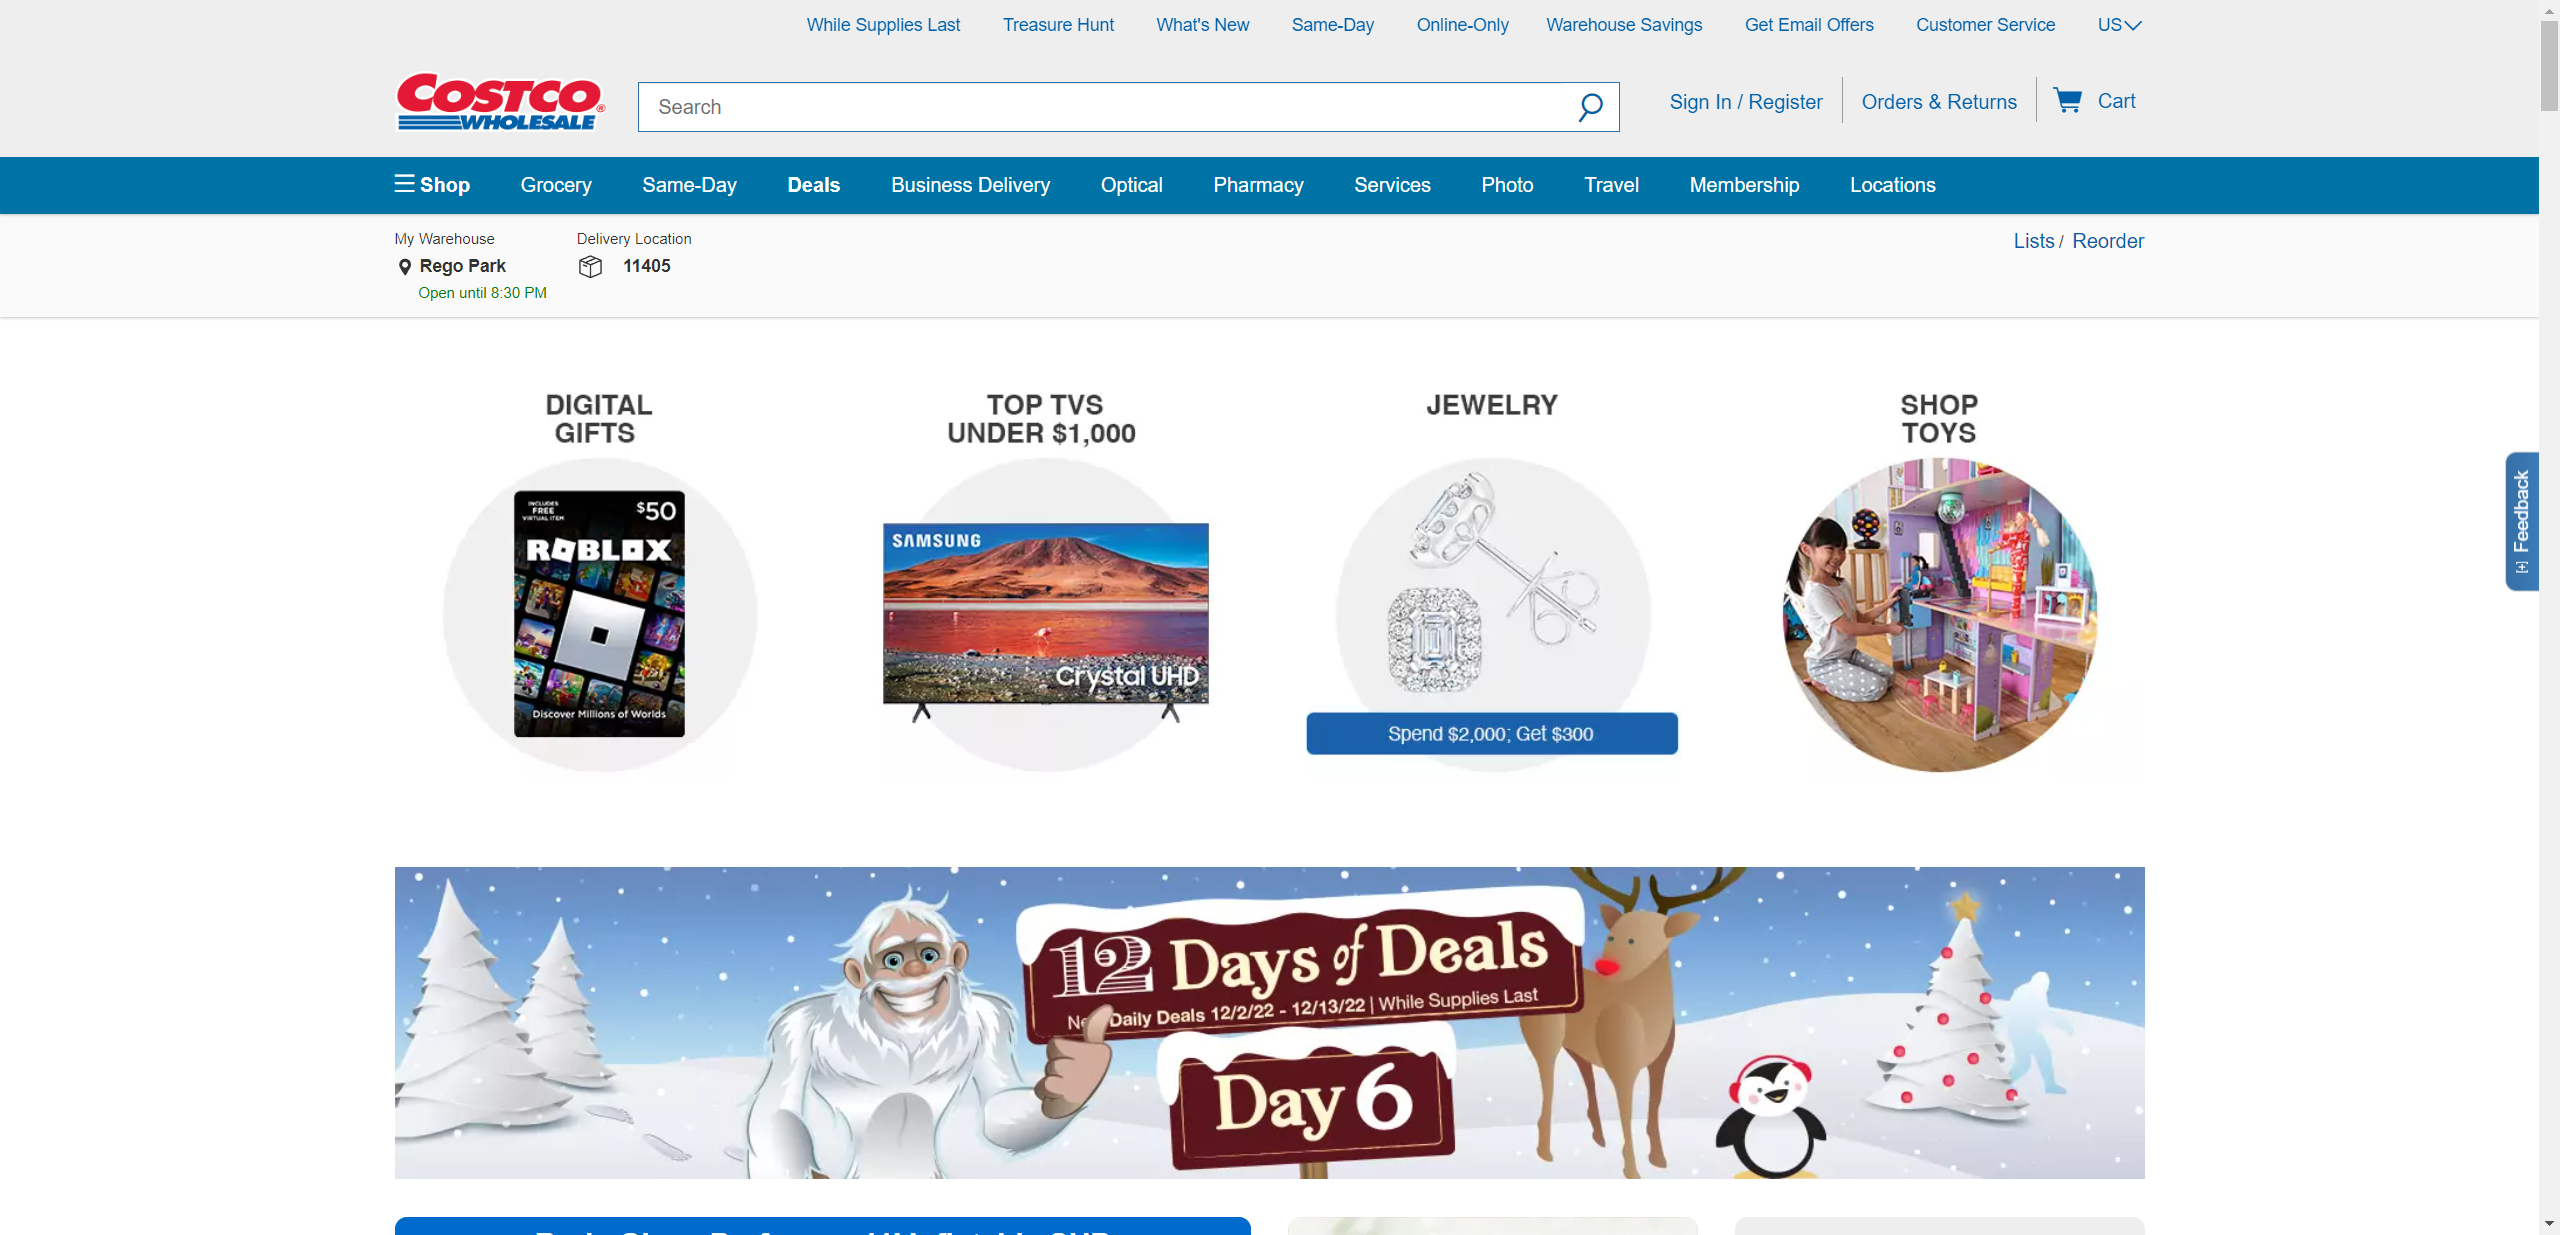 While Supplies Last Treasure Hunt What's New Same-Day Online-Only Warehouse Savings Get Email Offers Customer Service US
COSTCO
WHOLESALE
Search
Sign In / Register Orders & Returns Cart
Shop Grocery Same-Day Deals Business Delivery Optical Pharmacy Services Photo Travel Membership Locations
My Warehouse
Rego Park
Open until 8:30 PM
Delivery Location
11405
Lists / Reorder
DIGITAL
GIFTS
INCLUDES
FREE
VIRTUAL ITEM
$50
ROBLOX
Discover Millions of Worlds
TOP TVS
UNDER $1,000
SAMSUNG
Crystal UHD
JEWELRY
Spend $2,000; Get $300
SHOP
TOYS
[+] Feedback
12 Days of Deals
Daily Deals 12/2/22 - 12/13/22 | While Supplies Last
Day 6